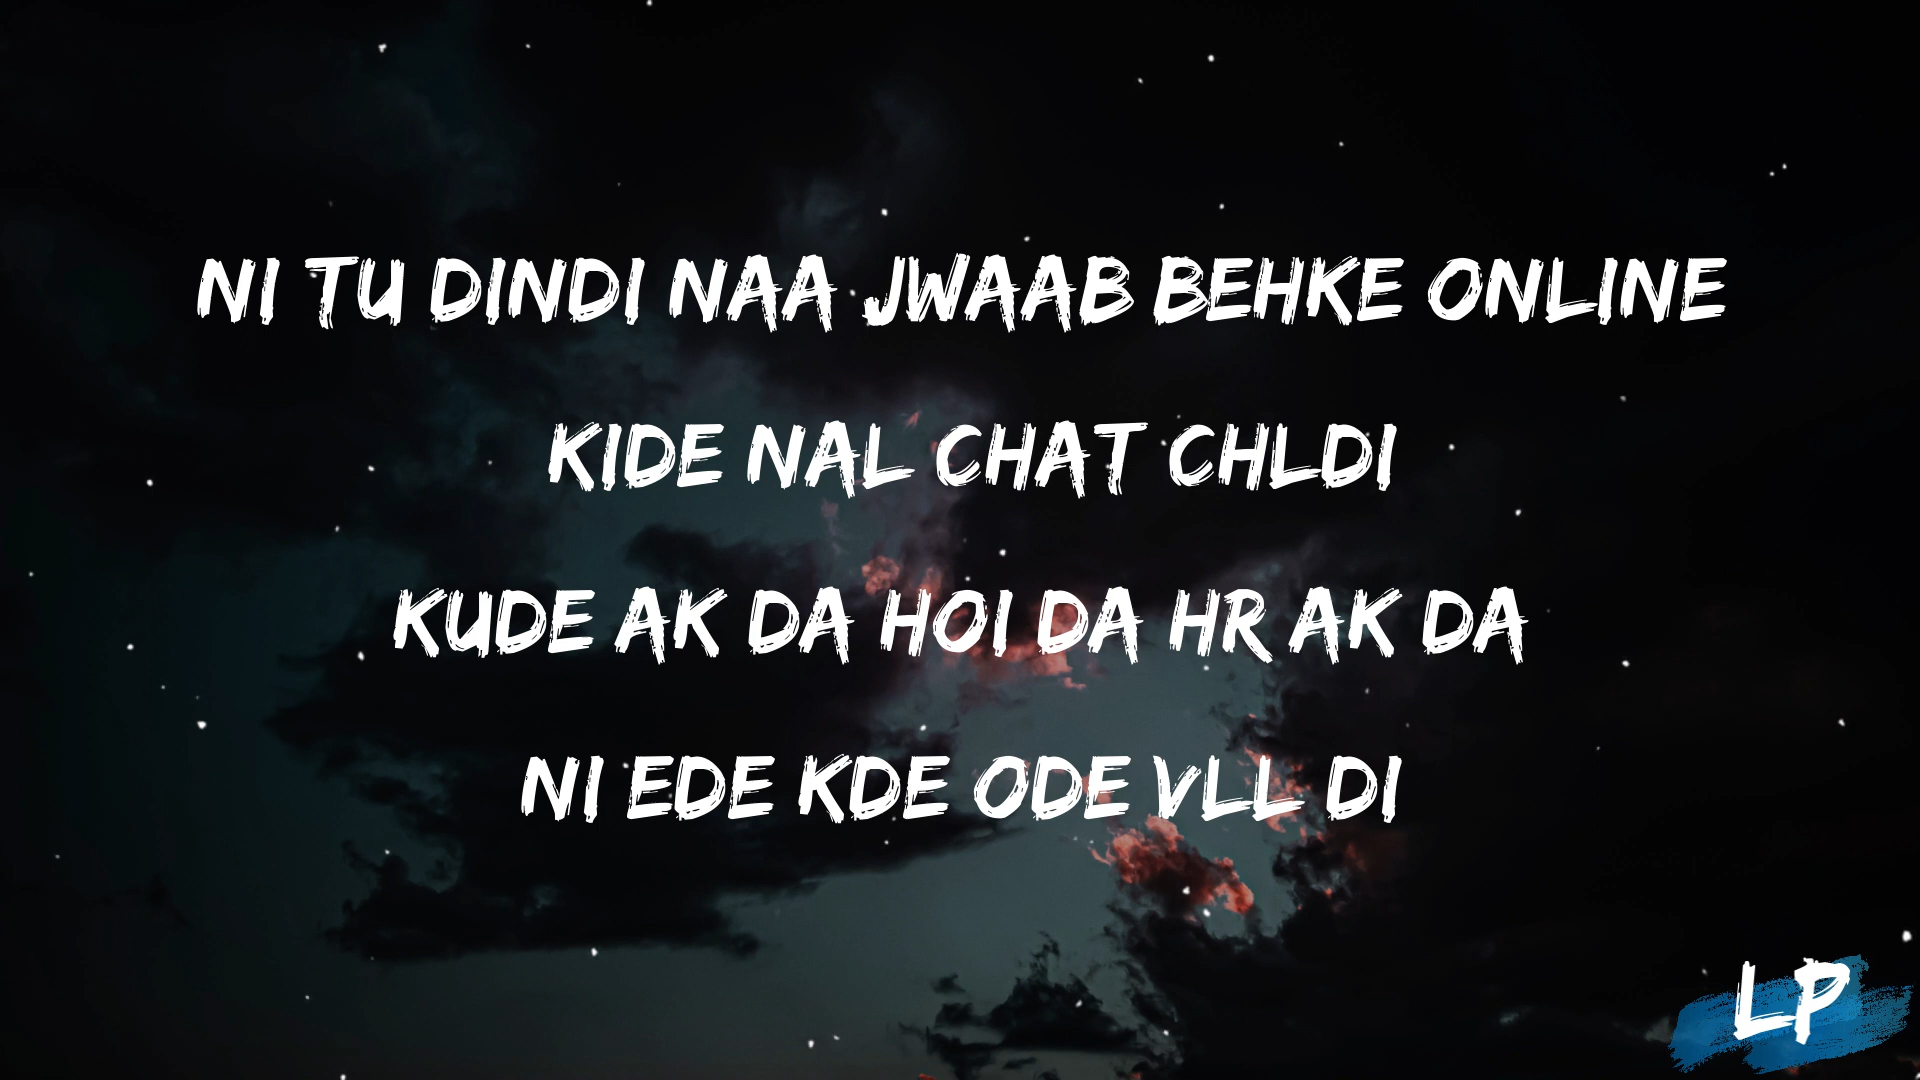 NI TU DINDI NAA JWAAB BEHKE ONLINE
KIDE NAL CHAT CHLDI
KUDE AK DA HOI DA HR AK DA
NI EDE KDE ODE VLL DI
LP